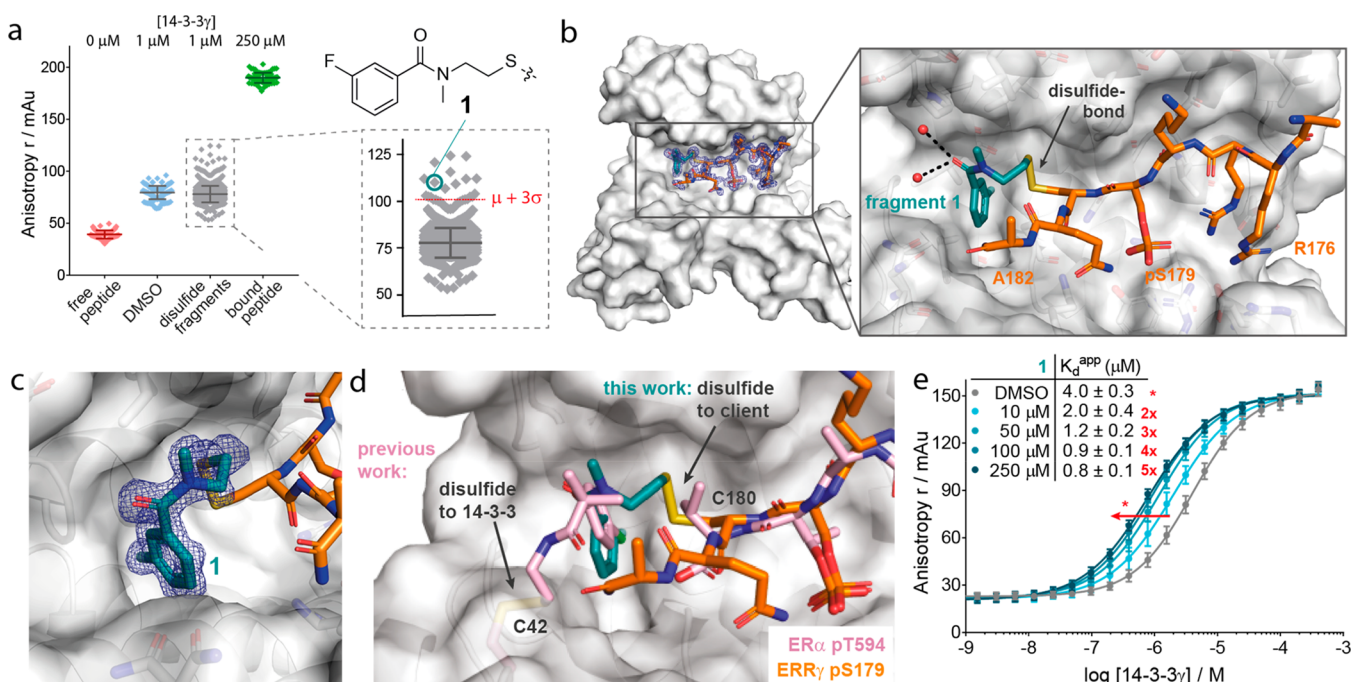 a
[14-3-3γ]
0 μM 1 μM 1 μM 250 μM
Anisotropy r / mAu
200
150
100
50
0
free peptide
DMSO
disulfide fragments
bound peptide
F
O
N
S
1
125
100
75
50
μ + 3σ
b
disulfide-
bond
fragment 1
A182
pS179
R176
c
1
d
this work: disulfide
to client
previous
work:
disulfide
to 14-3-3
C180
C42
ERα pT594
ERRγ pS179
e
1 Kd^app (μM)
DMSO 4.0 ± 0.3 *
10 μM 2.0 ± 0.4 2x
50 μM 1.2 ± 0.2 3x
100 μM 0.9 ± 0.1 4x
250 μM 0.8 ± 0.1 5x
*
Anisotropy r / mAu
150
120
90
60
30
0
-9 -8 -7 -6 -5 -4 -3
log [14-3-3γ] / M